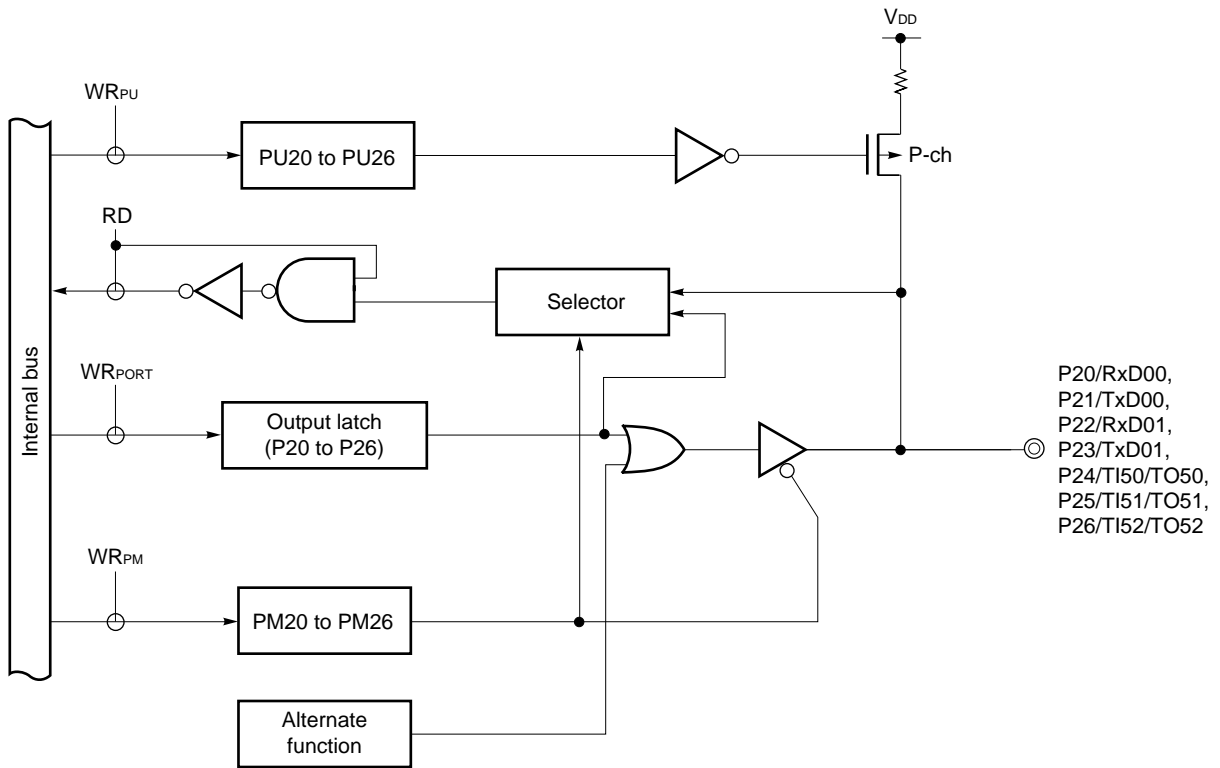 VDD
WRPU
PU20 to PU26
P-ch
RD
Selector
Internal bus
WRPORT
Output latch
(P20 to P26)
P20/RxD00,
P21/TxD00,
P22/RxD01,
P23/TxD01,
P24/TI50/TO50,
P25/TI51/TO51,
P26/TI52/TO52
WRPM
PM20 to PM26
Alternate
function